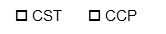 ☐ CST ☐ CCP